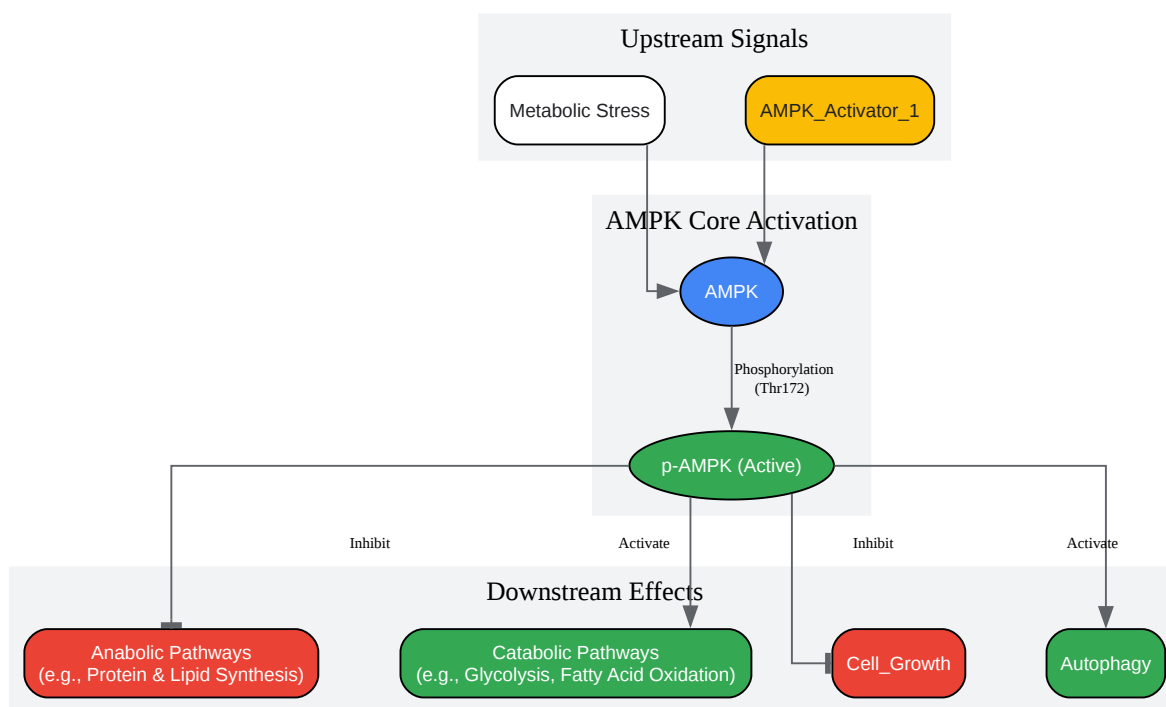 Upstream Signals
Metabolic Stress
AMPK_Activator_1
AMPK Core Activation
AMPK
Phosphorylation
(Thr172)
p-AMPK (Active)
Inhibit
Activate
Inhibit
Activate
Downstream Effects
Anabolic Pathways
(e.g., Protein & Lipid Synthesis)
Catabolic Pathways
(e.g., Glycolysis, Fatty Acid Oxidation)
Cell_Growth
Autophagy